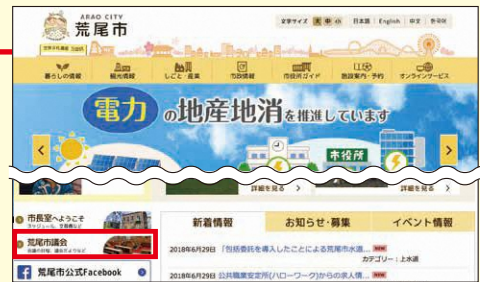 ARAO CITY
荒尾市
文字サイズ 大 中 小 日本語 English 中文 한국어
暮らしの情報 観光情報 しごと・産業 市政情報 市役所ガイド 施設案内・予約 オンラインサービス
電力の地産地消を推進しています
市役所
詳細を見る 詳細を見る
市長室へようこそ
新着情報 お知らせ・募集 イベント情報
荒尾市議会
2018年6月29日 「包括委託を導入したことによる荒尾市水道... NEW
カテゴリー:上水道
荒尾市公式Facebook
2018年6月29日 公共職業安定所(ハローワーク)からの求人情... NEW